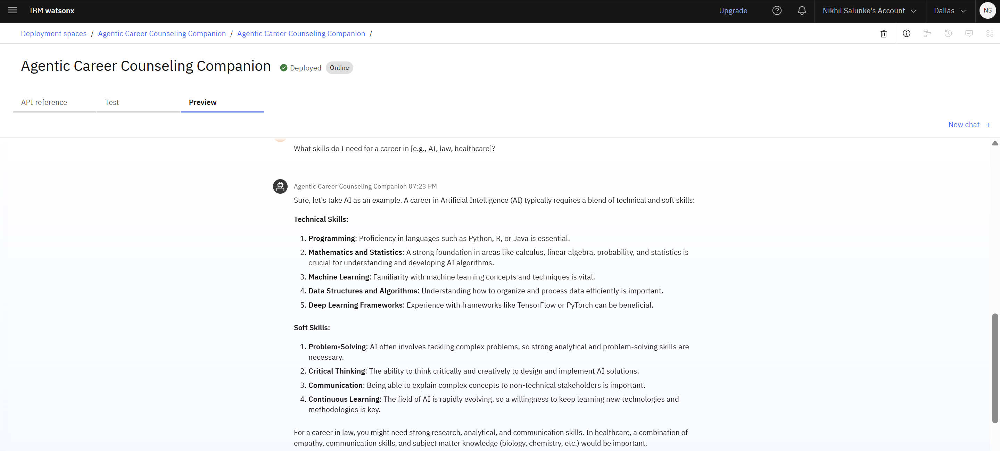 IBM watsonx
Upgrade
Nikhil Salunke's Account
Dallas
NS
Deployment spaces / Agentic Career Counseling Companion / Agentic Career Counseling Companion /
Agentic Career Counseling Companion
Deployed
Online
API reference
Test
Preview
New chat +
What skills do I need for a career in [e.g., AI, law, healthcare]?
Agentic Career Counseling Companion 07:23 PM
Sure, let's take AI as an example. A career in Artificial Intelligence (AI) typically requires a blend of technical and soft skills:
Technical Skills:
1. Programming: Proficiency in languages such as Python, R, or Java is essential.
2. Mathematics and Statistics: A strong foundation in areas like calculus, linear algebra, probability, and statistics is
crucial for understanding and developing AI algorithms.
3. Machine Learning: Familiarity with machine learning concepts and techniques is vital.
4. Data Structures and Algorithms: Understanding how to organize and process data efficiently is important.
5. Deep Learning Frameworks: Experience with frameworks like TensorFlow or PyTorch can be beneficial.
Soft Skills:
1. Problem-Solving: AI often involves tackling complex problems, so strong analytical and problem-solving skills are
necessary.
2. Critical Thinking: The ability to think critically and creatively to design and implement AI solutions.
3. Communication: Being able to explain complex concepts to non-technical stakeholders is important.
4. Continuous Learning: The field of AI is rapidly evolving, so a willingness to keep learning new technologies and
methodologies is key.
For a career in law, you might need strong research, analytical, and communication skills. In healthcare, a combination of
empathy, communication skills, and subject matter knowledge (biology, chemistry, etc.) would be important.